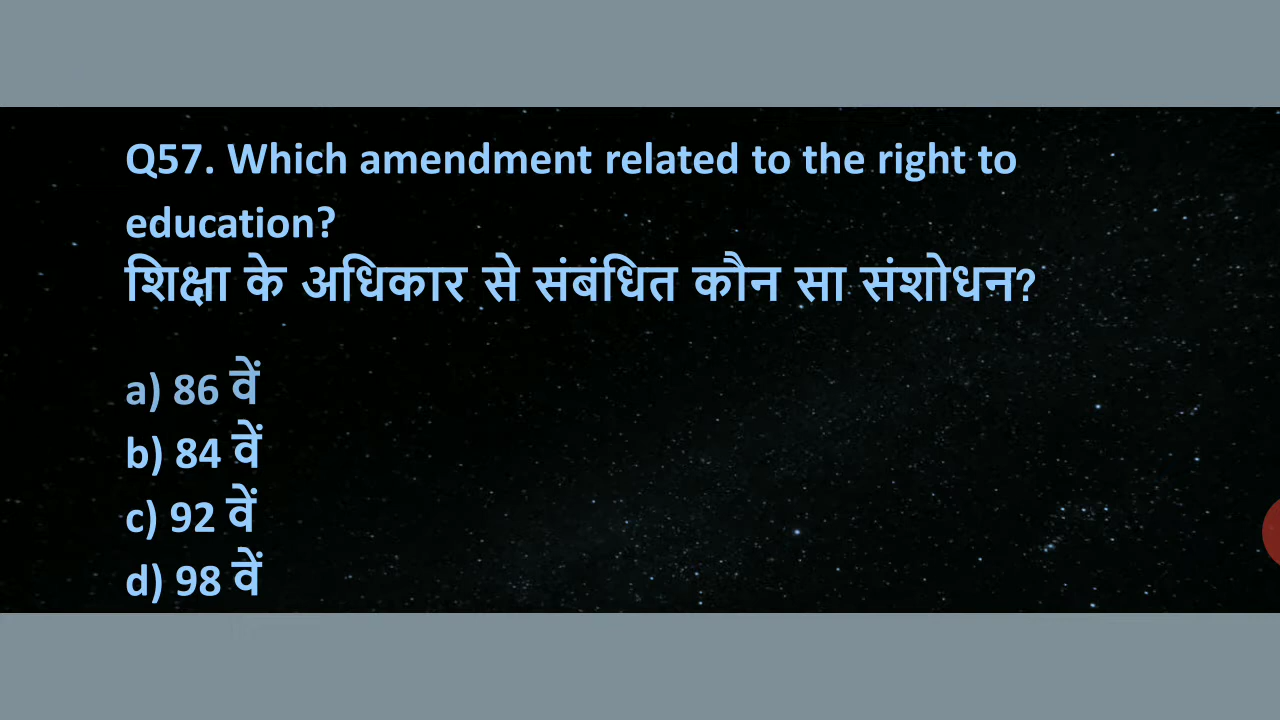 Q57. Which amendment related to the right to
education?
शिक्षा के अधिकार से संबंधित कौन सा संशोधन?
a) 86 वें
b) 84 वें
c) 92 वें
d) 98 वें